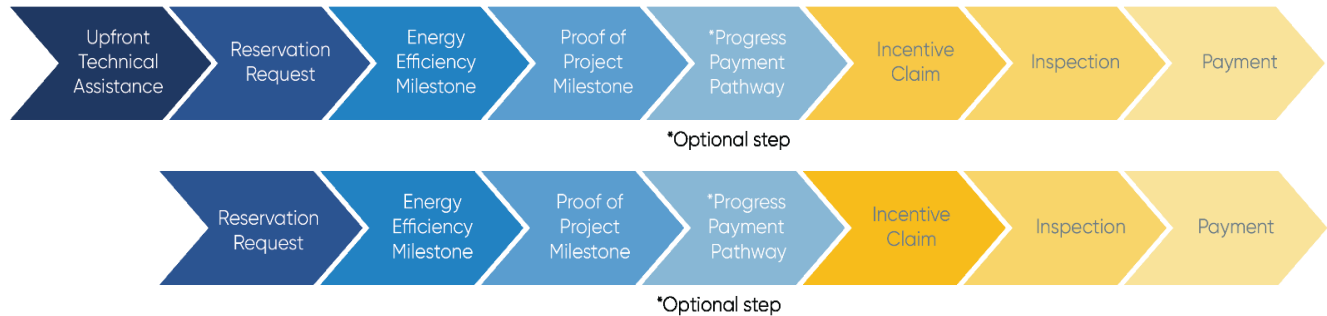 Upfront
Technical
Assistance
Reservation
Request
Energy
Efficiency
Milestone
Proof of
Project
Milestone
*Progress
Payment
Pathway
Incentive
Claim
Inspection
Payment
*Optional step
Reservation
Request
Energy
Efficiency
Milestone
Proof of
Project
Milestone
*Progress
Payment
Pathway
Incentive
Claim
Inspection
Payment
*Optional step